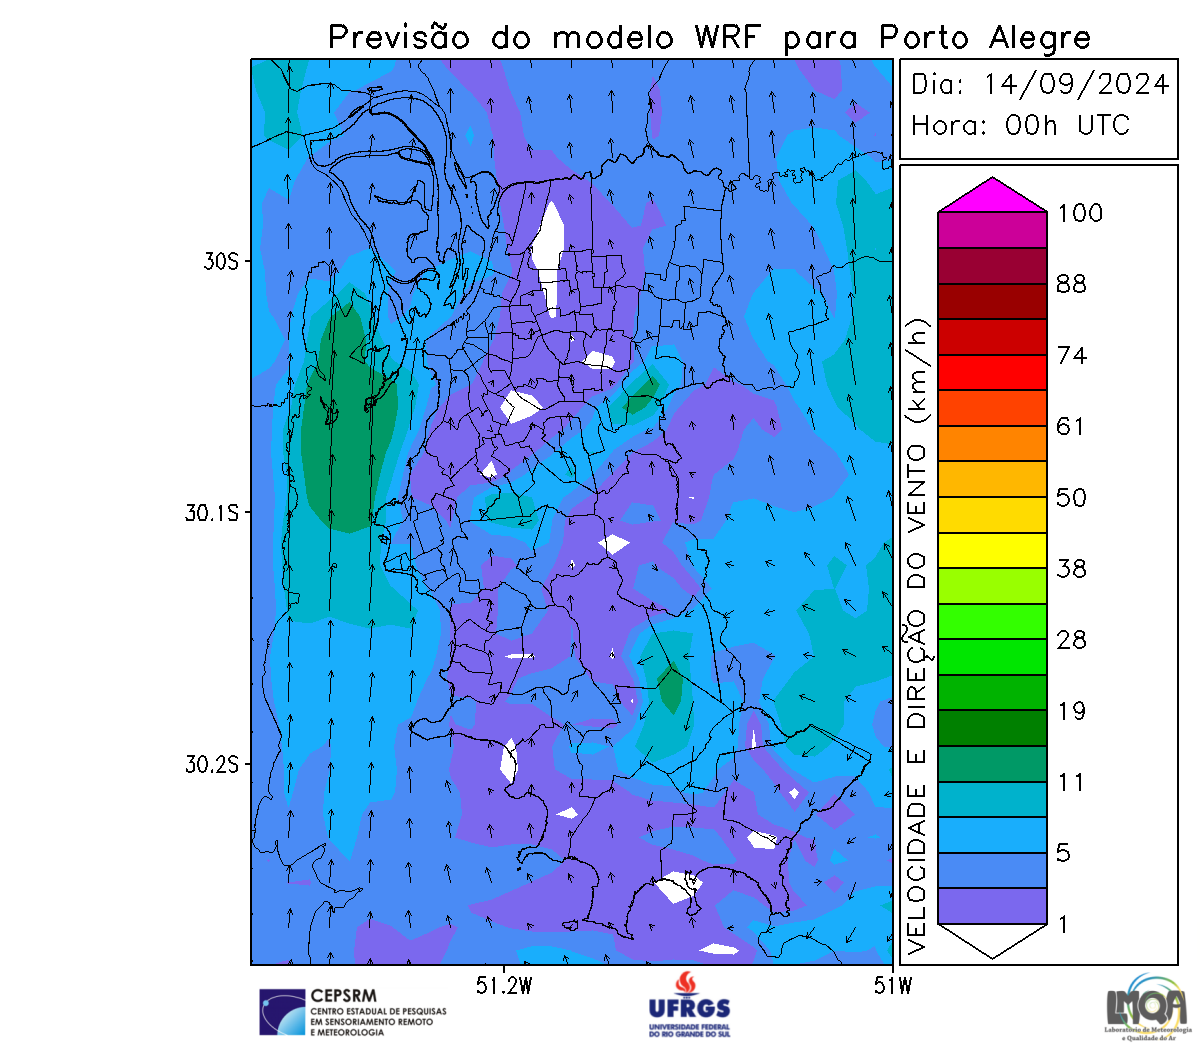 Previsão do modelo WRF para Porto Alegre
Dia: 14/09/2024
Hora: 00h UTC
30S
30.1S
30.2S
51.2W
51W
VELOCIDADE E DIREÇÃO DO VENTO (km/h)
100
88
74
61
50
38
28
19
11
5
1
CEPSRM
CENTRO ESTADUAL DE PESQUISAS
EM SENSORIAMENTO REMOTO
E METEOROLOGIA
UFRGS
UNIVERSIDADE FEDERAL
DO RIO GRANDE DO SUL
LMQA
Laboratório de Meteorologia
e Qualidade do Ar